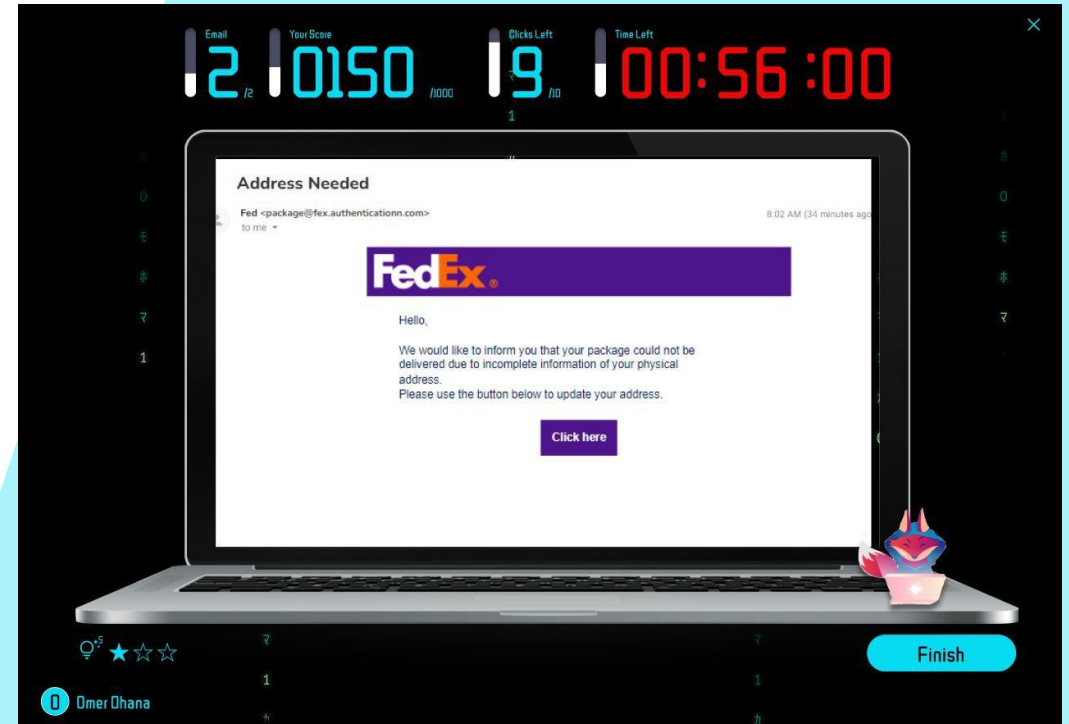 Email
Your Score
Clicks Left
Time Left
2 /2
0150 /1000
9 /10
00:56:00
Address Needed
Fed <package@fex.authenticationn.com>
8:02 AM (34 minutes ago
to me
FedEx®
Hello,
We would like to inform you that your package could not be
delivered due to incomplete information of your physical
address.
Please use the button below to update your address.
Click here
+5
Finish
O Omer Ohana